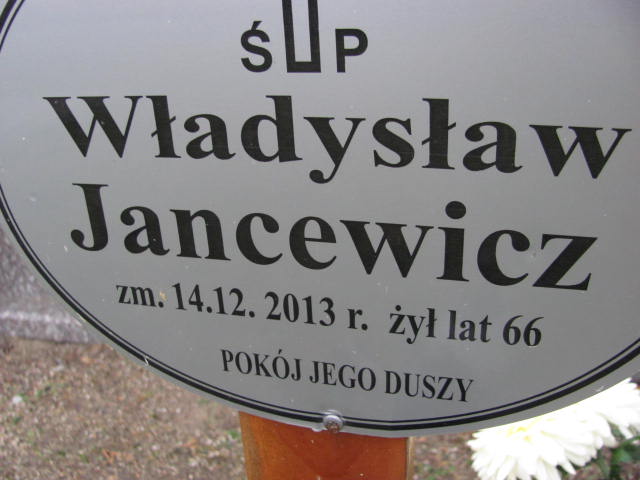 Ś P
Władysław
Jancewicz
zm. 14.12. 2013 r. żył lat 66
POKÓJ JEGO DUSZY